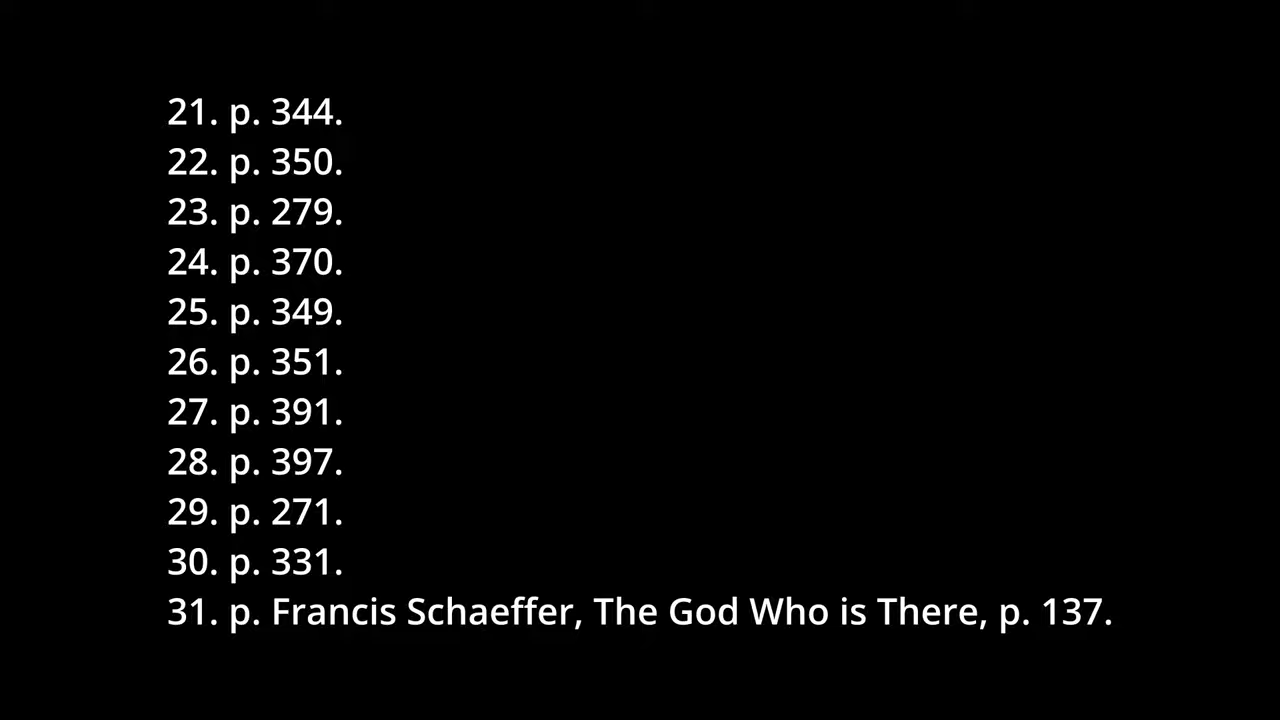 21. p. 344.
22. p. 350.
23. p. 279.
24. p. 370.
25. p. 349.
26. p. 351.
27. p. 391.
28. p. 397.
29. p. 271.
30. p. 331.
31. p. Francis Schaeffer, The God Who is There, p. 137.